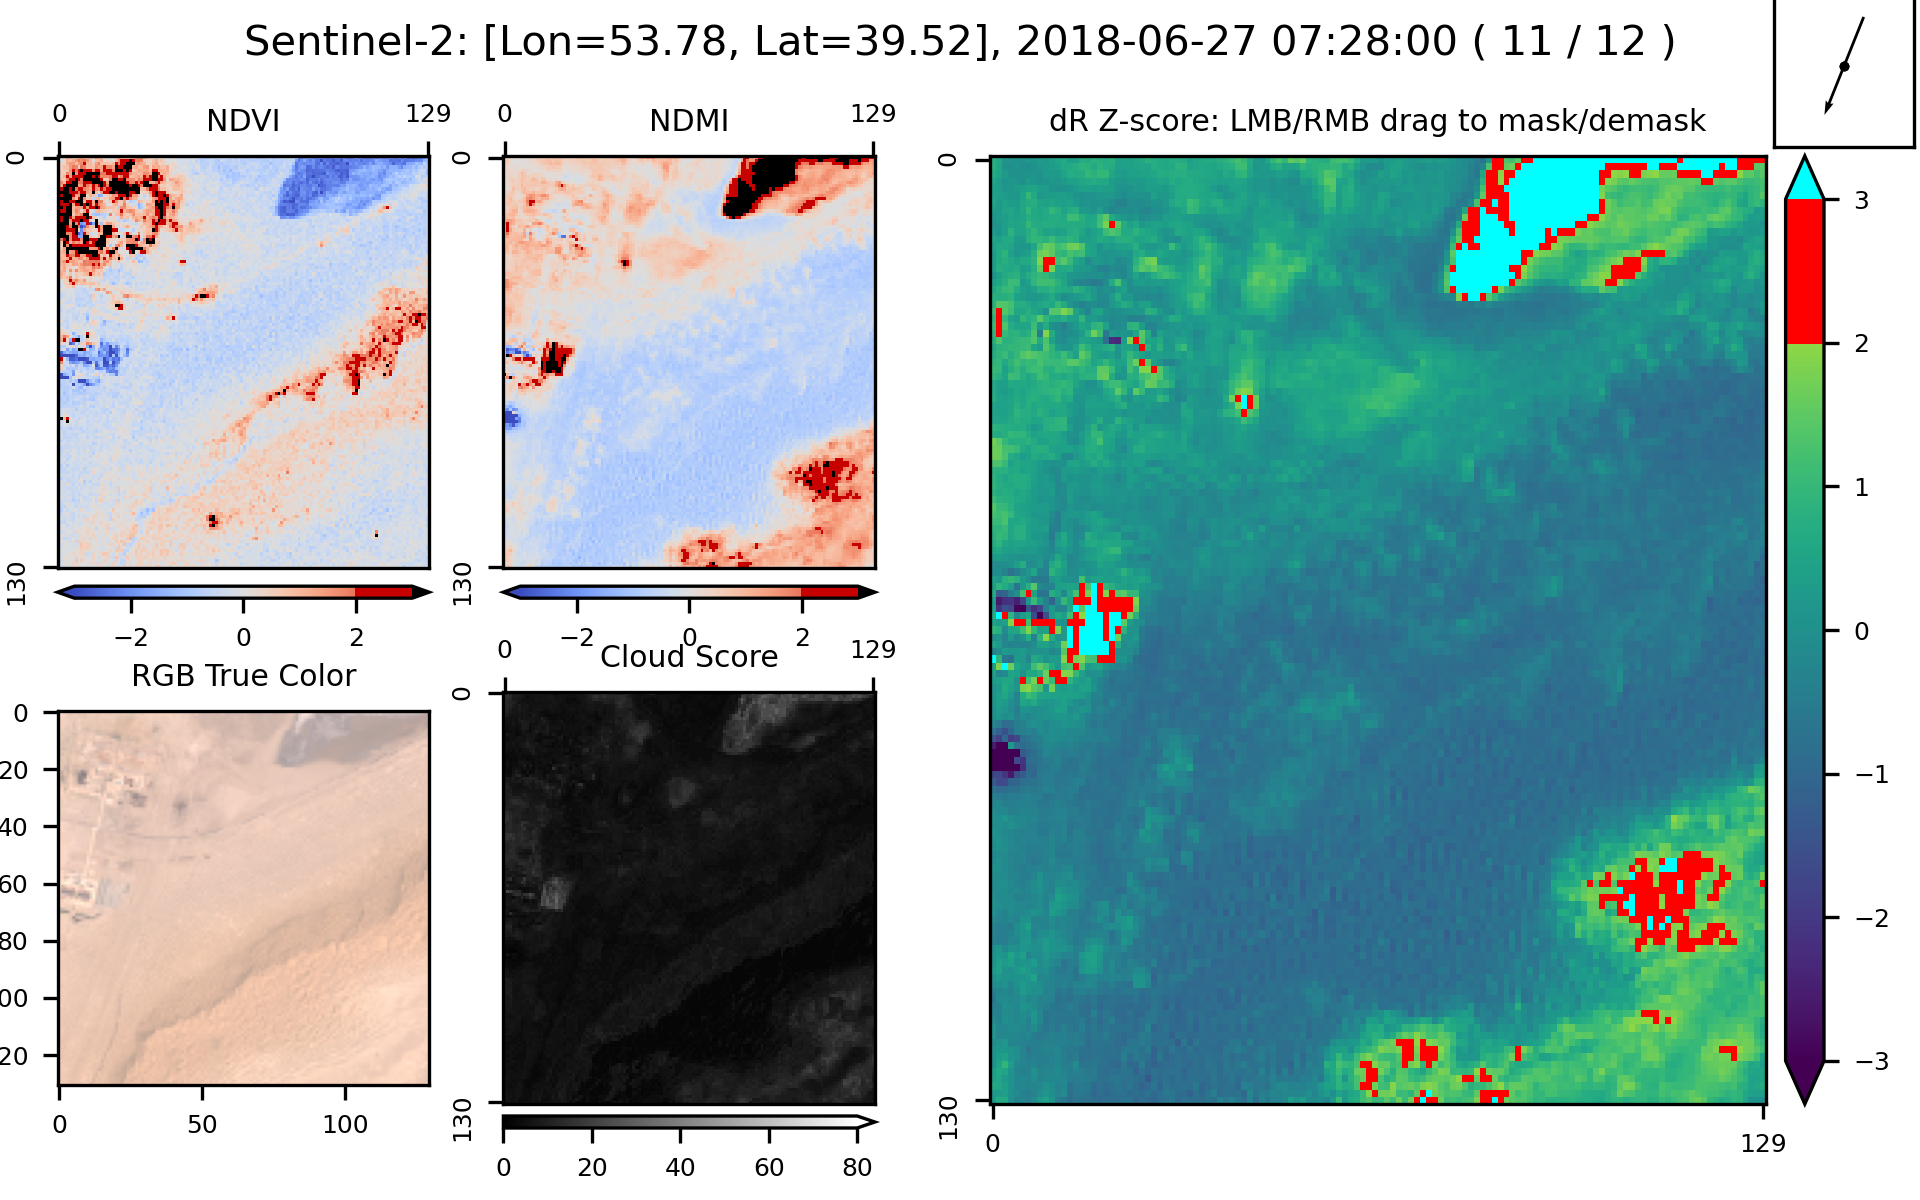 Sentinel-2: [Lon=53.78, Lat=39.52], 2018-06-27 07:28:00 ( 11 / 12 )
0 129
NDVI
0
130
−2 0 2
0 129
NDMI
0
130
−2 0 2
dR Z-score: LMB/RMB drag to mask/demask
0
130
0 129
3
2
1
0
−1
−2
−3
RGB True Color
0
20
40
60
80
00
20
0 50 100
0 129
Cloud Score
0
130
0 20 40 60 80